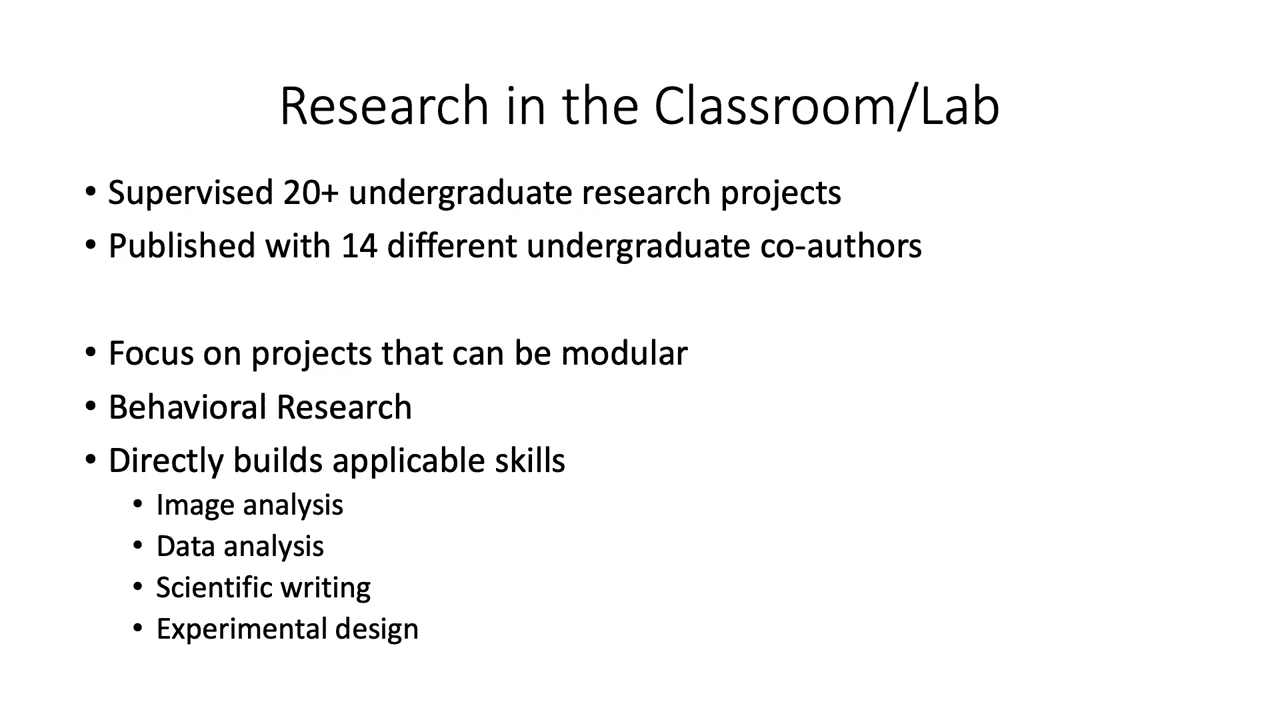 Research in the Classroom/Lab
• Supervised 20+ undergraduate research projects
• Published with 14 different undergraduate co-authors
• Focus on projects that can be modular
• Behavioral Research
• Directly builds applicable skills
• Image analysis
• Data analysis
• Scientific writing
• Experimental design